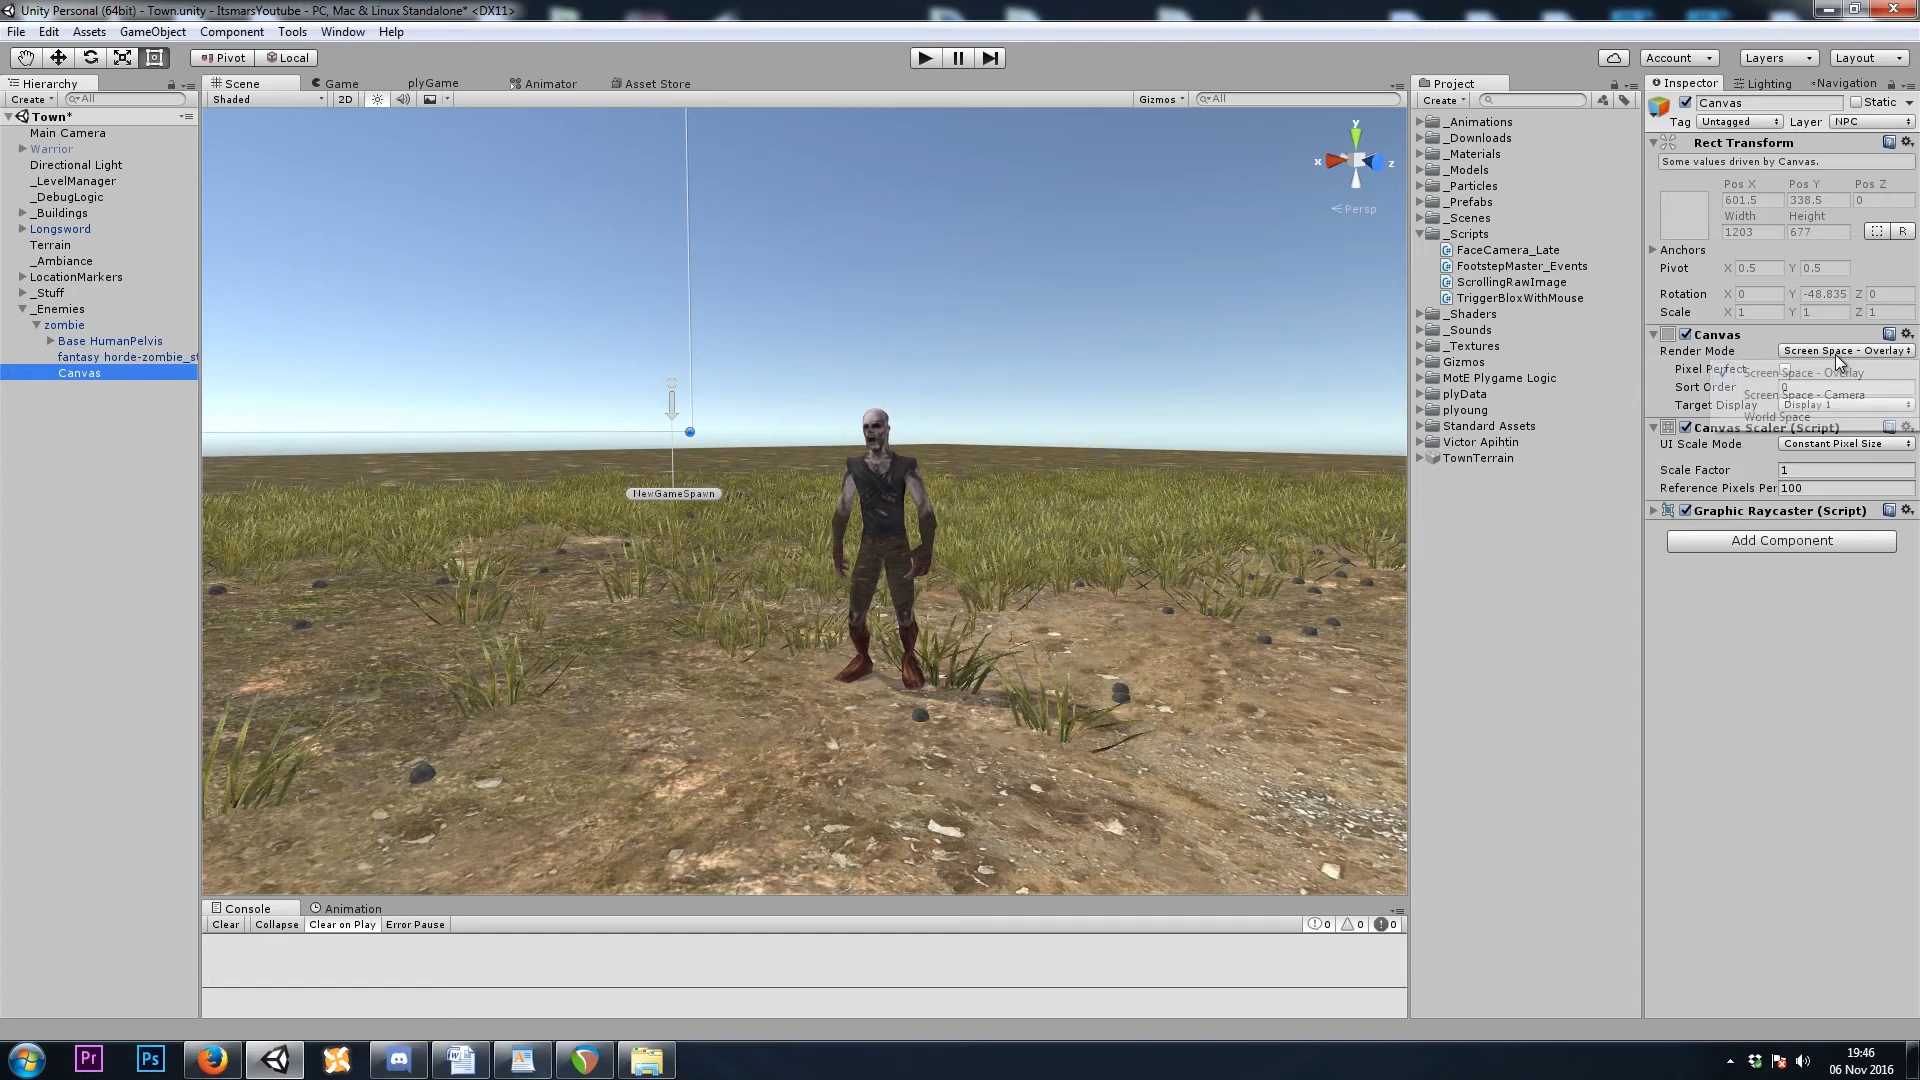 Unity Personal (64bit) - Town.unity - ItsmarsYoutube - PC, Mac & Linux Standalone* <DX11>
File Edit Assets GameObject Component Tools Window Help
Pivot Local Account Layers Layout
Hierarchy
Create All
Town*
Main Camera
Warrior
Directional Light
_LevelManager
_DebugLogic
_Buildings
Longsword
Terrain
_Ambiance
LocationMarkers
_Stuff
_Enemies
zombie
Base HumanPelvis
fantasy horde-zombie_st
Canvas
Scene Game plyGame Animator Asset Store
Shaded 2D Gizmos All
y
x z
Persp
NewGameSpawn
Console Animation
Clear Collapse Clear on Play Error Pause 0 0 0
Project
Create
_Animations
_Downloads
_Materials
_Models
_Particles
_Prefabs
_Scenes
_Scripts
FaceCamera_Late
FootstepMaster_Events
ScrollingRawImage
TriggerBloxWithMouse
_Shaders
_Sounds
_Textures
Gizmos
MotE Plygame Logic
plyData
plyoung
Standard Assets
Victor Apihtin
TownTerrain
Inspector Lighting Navigation
Canvas Static
Tag Untagged Layer NPC
Rect Transform
Some values driven by Canvas.
Pos X Pos Y Pos Z
601.5 338.5 0
Width Height
1203 677 R
Anchors
Pivot X 0.5 Y 0.5
Rotation X 0 Y -48.835 Z 0
Scale X 1 Y 1 Z 1
Canvas
Render Mode Screen Space - Overlay
Pixel Perfect Screen Space - Overlay
Sort Order 0
Screen Space - Camera
Target Display Display 1
World Space
Canvas Scaler (Script)
UI Scale Mode Constant Pixel Size
Scale Factor 1
Reference Pixels Per 100
Graphic Raycaster (Script)
Add Component
Pr Ps W
19:46
06 Nov 2016